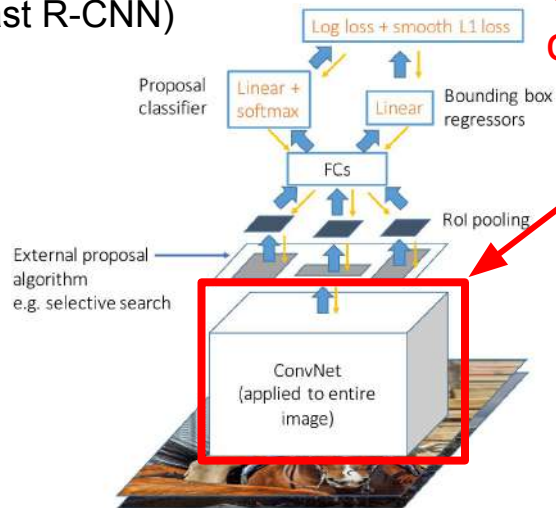 ast R-CNN)
Log loss + smooth L1 loss
Proposal
classifier
Linear +
softmax
Linear
Bounding box
regressors
FCs
RoI pooling
External proposal
algorithm
e.g. selective search
ConvNet
(applied to entire
image)